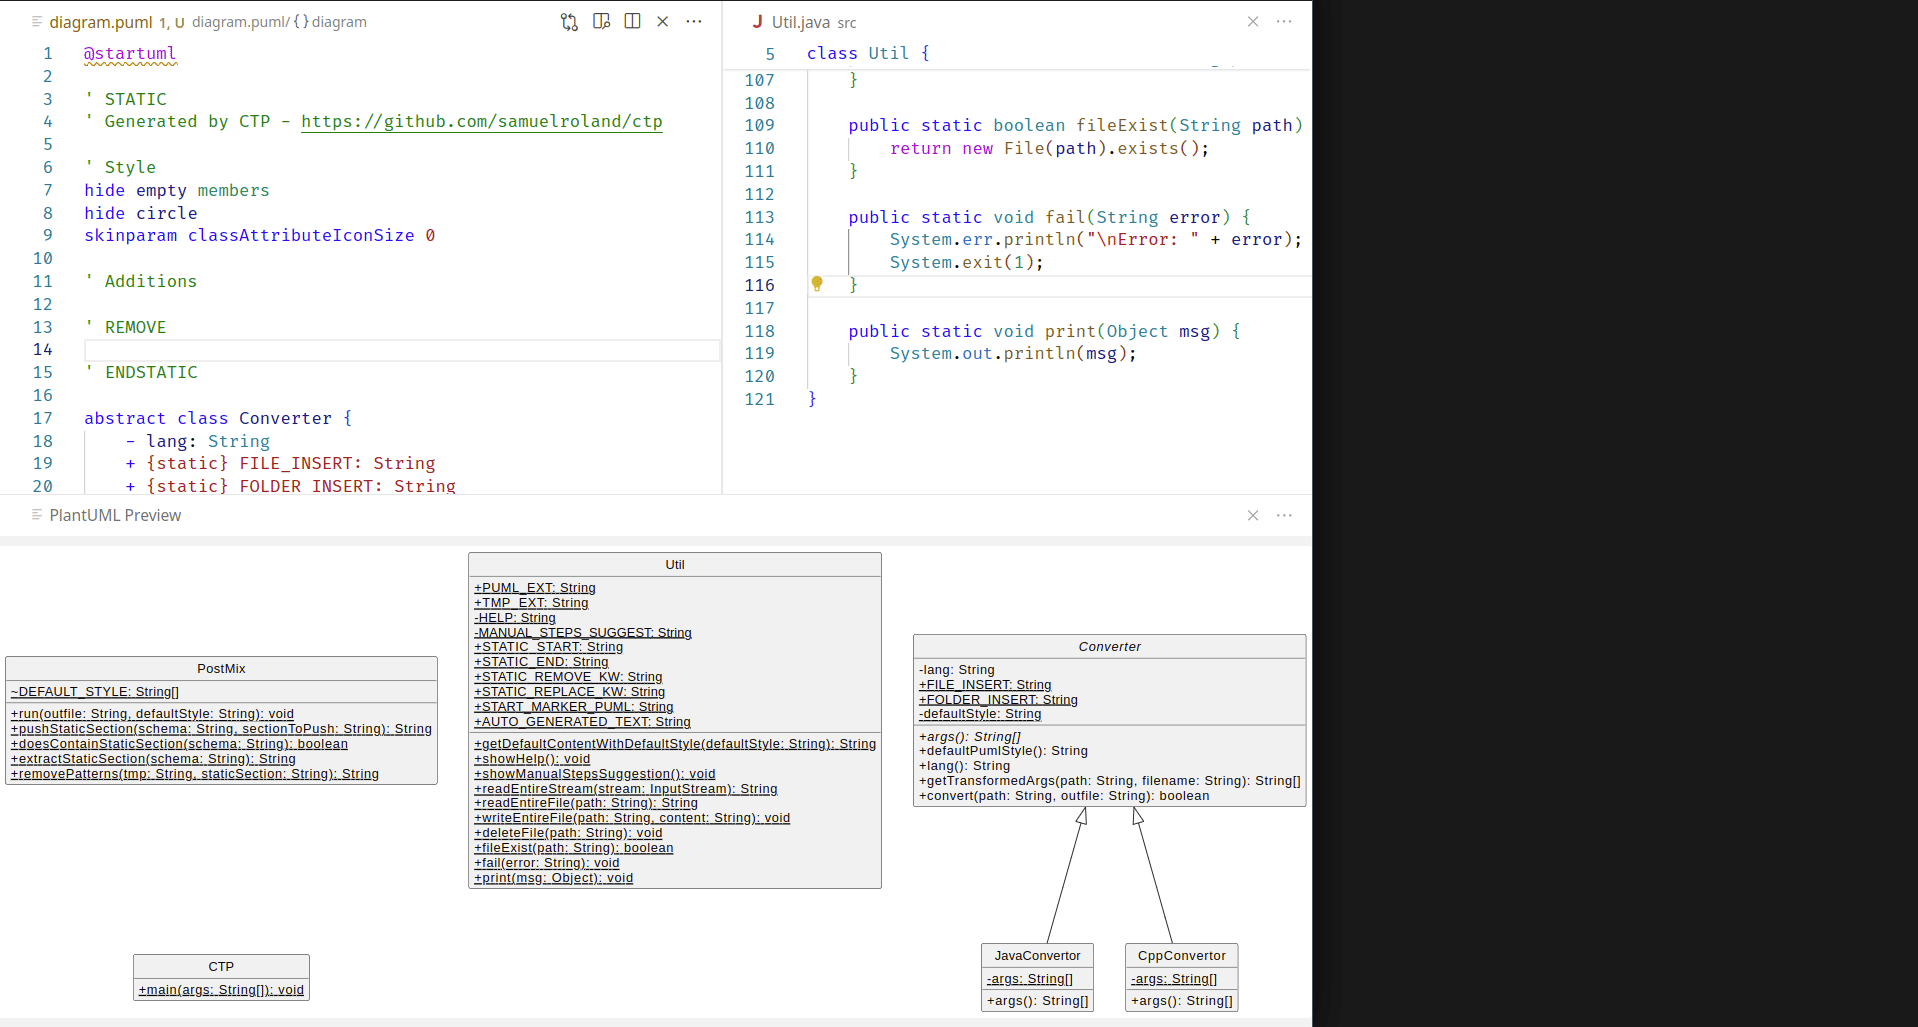 diagram.puml 1, U diagram.puml/ {} diagram
1 @startuml
2
3 ' STATIC
4 ' Generated by CTP - https://github.com/samuelroland/ctp
5
6 ' Style
7 hide empty members
8 hide circle
9 skinparam classAttributeIconSize 0
10
11 ' Additions
12
13 ' REMOVE
14
15 ' ENDSTATIC
16
17 abstract class Converter {
18 - lang: String
19 + {static} FILE_INSERT: String
20 + {static} FOLDER_INSERT: String
J Util.java src
5 class Util {
107 }
108
109 public static boolean fileExist(String path)
110 return new File(path).exists();
111 }
112
113 public static void fail(String error) {
114 System.err.println("\nError: " + error);
115 System.exit(1);
116 }
117
118 public static void print(Object msg) {
119 System.out.println(msg);
120 }
121 }
PlantUML Preview
PostMix
~DEFAULT_STYLE: String[]
+run(outfile: String, defaultStyle: String): void
+pushStaticSection(schema: String, sectionToPush: String): String
+doesContainStaticSection(schema: String): boolean
+extractStaticSection(schema: String): String
+removePatterns(tmp: String, staticSection: String): String
Util
+PUML_EXT: String
+TMP_EXT: String
-HELP: String
-MANUAL_STEPS_SUGGEST: String
+STATIC_START: String
+STATIC_END: String
+STATIC_REMOVE_KW: String
+STATIC_REPLACE_KW: String
+START_MARKER_PUML: String
+AUTO_GENERATED_TEXT: String
+getDefaultContentWithDefaultStyle(defaultStyle: String): String
+showHelp(): void
+showManualStepsSuggestion(): void
+readEntireStream(stream: InputStream): String
+readEntireFile(path: String): String
+writeEntireFile(path: String, content: String): void
+deleteFile(path: String): void
+fileExist(path: String): boolean
+fail(error: String): void
+print(msg: Object): void
Converter
-lang: String
+FILE_INSERT: String
+FOLDER_INSERT: String
-defaultStyle: String
+args(): String[]
+defaultPumlStyle(): String
+lang(): String
+getTransformedArgs(path: String, filename: String): String[]
+convert(path: String, outfile: String): boolean
CTP
+main(args: String[]): void
JavaConvertor
-args: String[]
+args(): String[]
CppConvertor
-args: String[]
+args(): String[]